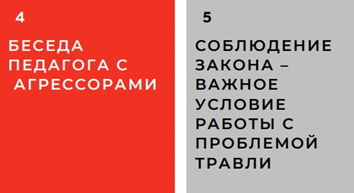 4
БЕСЕДА
ПЕДАГОГА С
АГРЕССОРАМИ
5
СОБЛЮДЕНИЕ
ЗАКОНА –
ВАЖНОЕ
УСЛОВИЕ
РАБОТЫ С
ПРОБЛЕМОЙ
ТРАВЛИ